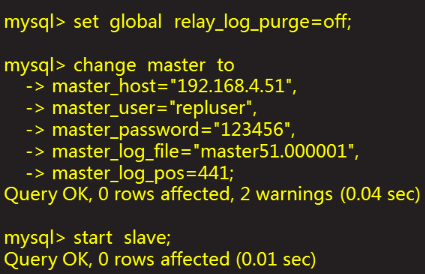 mysql> set global relay_log_purge=off;
mysql> change master to
-> master_host="192.168.4.51",
-> master_user="repluser",
-> master_password="123456",
-> master_log_file="master51.000001",
-> master_log_pos=441;
Query OK, 0 rows affected, 2 warnings (0.04 sec)
mysql> start slave;
Query OK, 0 rows affected (0.01 sec)